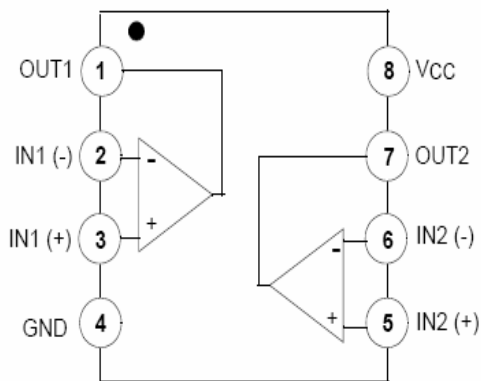 OUT1 1 8 Vcc
IN1 (-) 2 - 7 OUT2
IN1 (+) 3 + - 6 IN2 (-)
GND 4 + 5 IN2 (+)